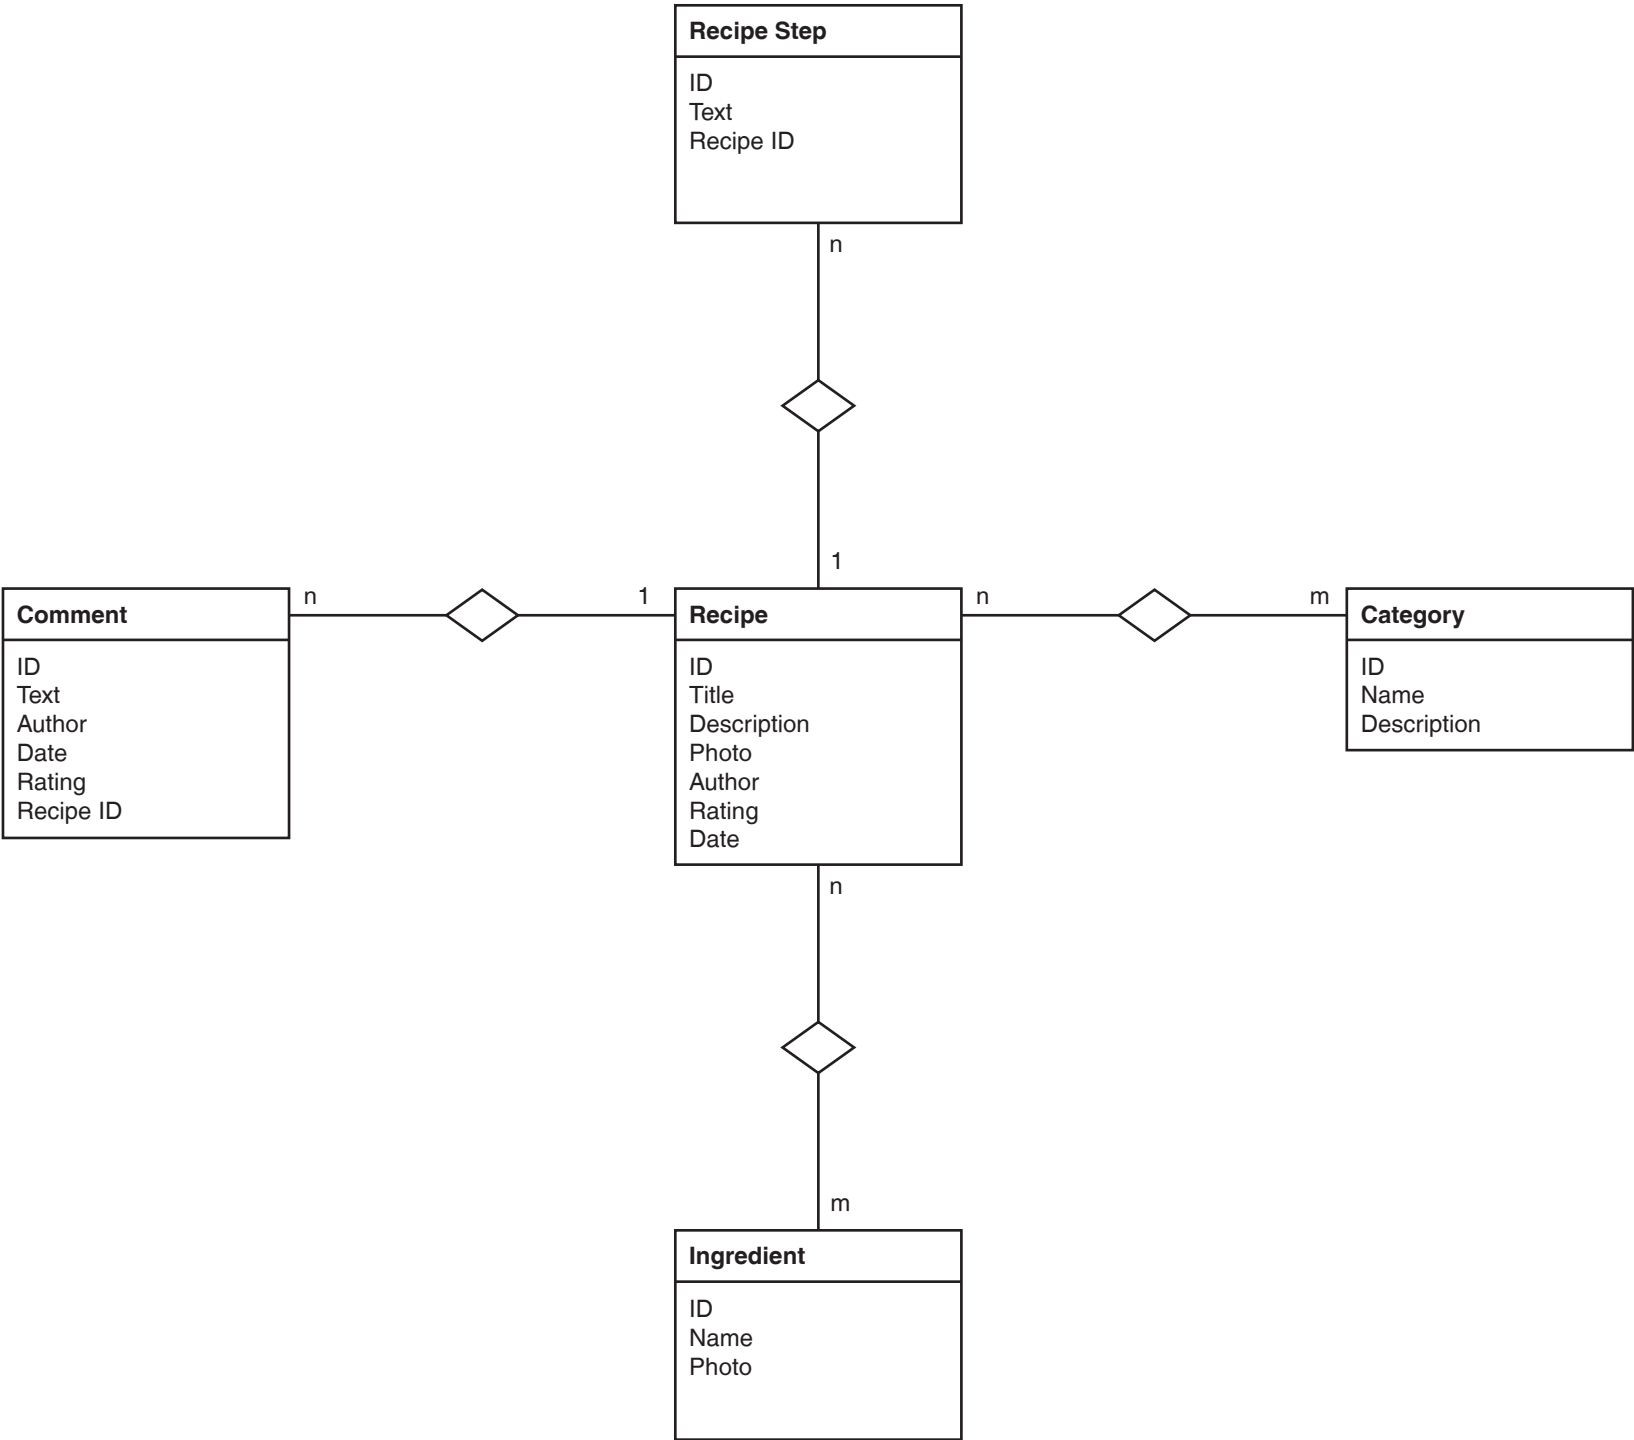 Recipe Step
ID
Text
Recipe ID
n
1
Comment
ID
Text
Author
Date
Rating
Recipe ID
n
1
Recipe
ID
Title
Description
Photo
Author
Rating
Date
n
m
Category
ID
Name
Description
n
m
Ingredient
ID
Name
Photo